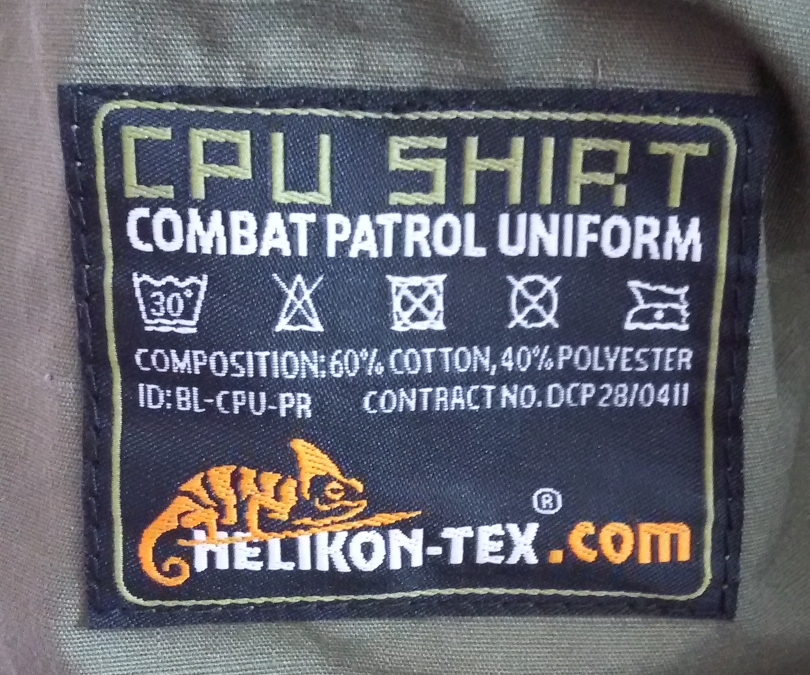 CPU SHIRT
COMBAT PATROL UNIFORM
30°
COMPOSITION: 60% COTTON, 40% POLYESTER
ID: BL-CPU-PR CONTRACT NO. DCP 28/0411
HELIKON-TEX®.com